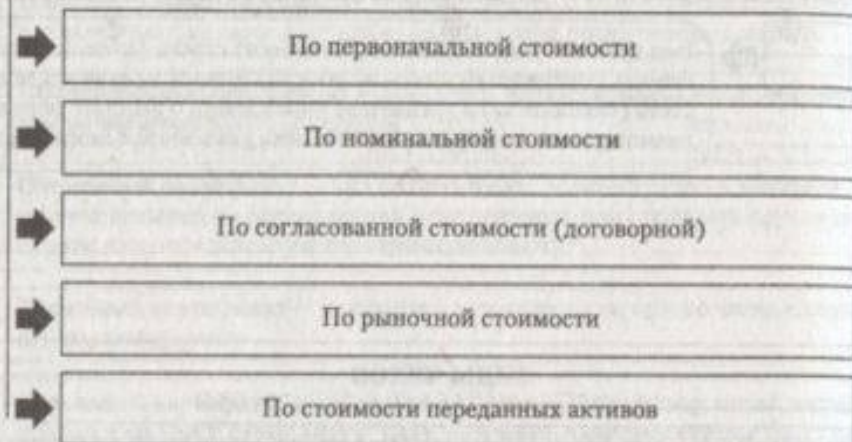 По первоначальной стоимости
По номинальной стоимости
По согласованной стоимости (договорной)
По рыночной стоимости
По стоимости переданных активов